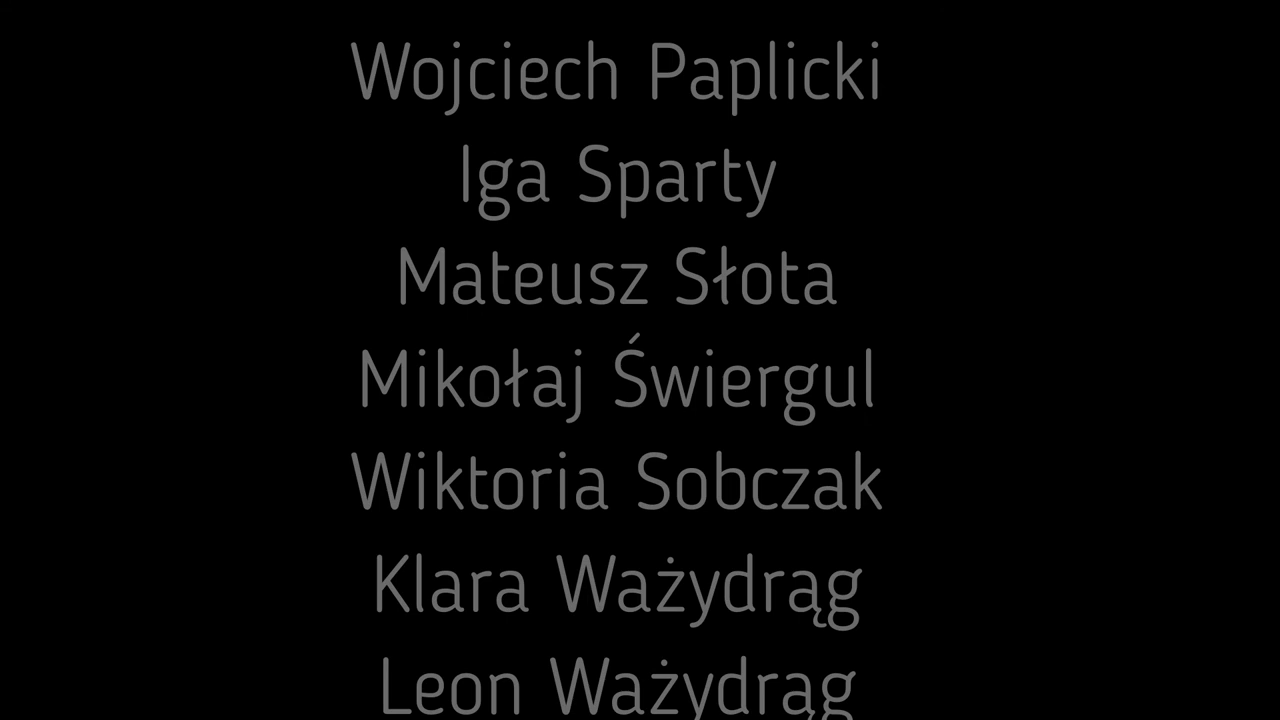 Wojciech Paplicki
Iga Sparty
Mateusz Słota
Mikołaj Świergul
Wiktoria Sobczak
Klara Ważydrąg
Leon Ważydrąg